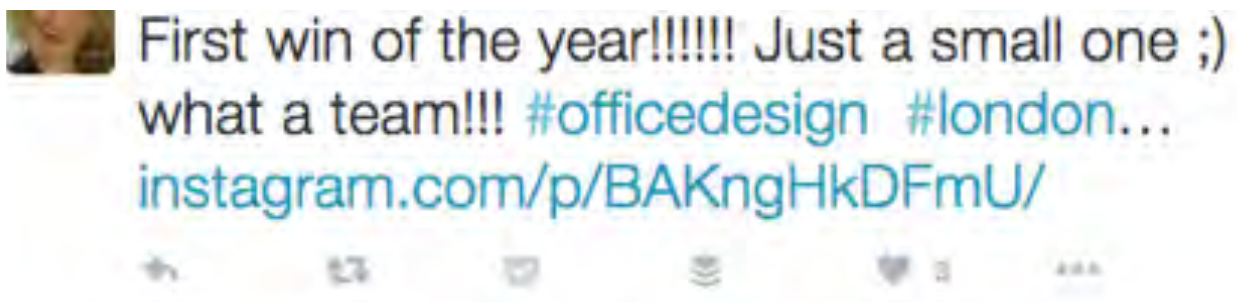 First win of the year!!!!!! Just a small one ;)
what a team!!! #officedesign #london...
instagram.com/p/BAKngHkDFmU/
3